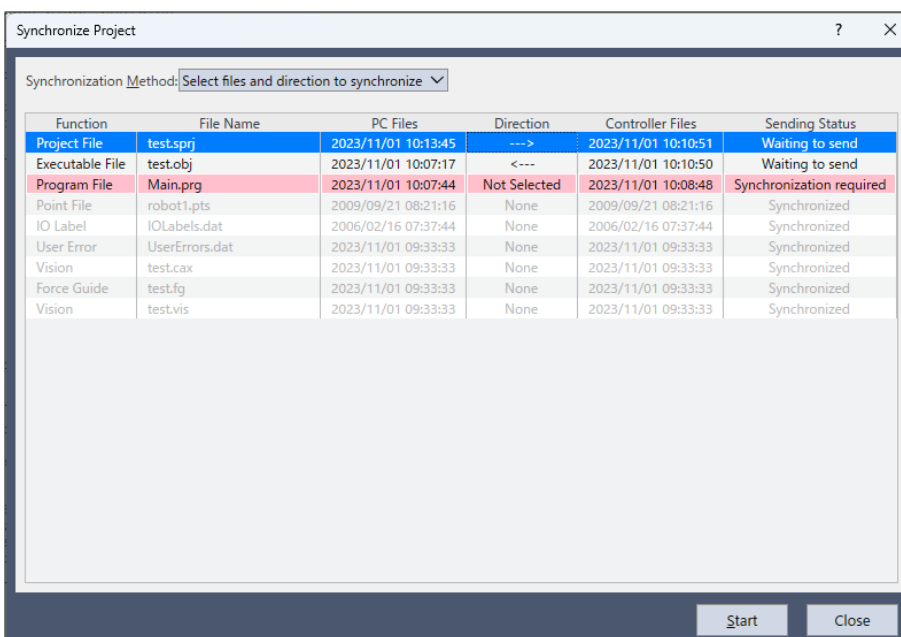 Synchronize Project ? ×
Synchronization Method: Select files and direction to synchronize
Function File Name PC Files Direction Controller Files Sending Status
Project File test.sprj 2023/11/01 10:13:45 ---> 2023/11/01 10:10:51 Waiting to send
Executable File test.obj 2023/11/01 10:07:17 <--- 2023/11/01 10:10:50 Waiting to send
Program File Main.prg 2023/11/01 10:07:44 Not Selected 2023/11/01 10:08:48 Synchronization required
Point File robot1.pts 2009/09/21 08:21:16 None 2009/09/21 08:21:16 Synchronized
IO Label IOLabels.dat 2006/02/16 07:37:44 None 2006/02/16 07:37:44 Synchronized
User Error UserErrors.dat 2023/11/01 09:33:33 None 2023/11/01 09:33:33 Synchronized
Vision test.cax 2023/11/01 09:33:33 None 2023/11/01 09:33:33 Synchronized
Force Guide test.fg 2023/11/01 09:33:33 None 2023/11/01 09:33:33 Synchronized
Vision test.vis 2023/11/01 09:33:33 None 2023/11/01 09:33:33 Synchronized
Start Close